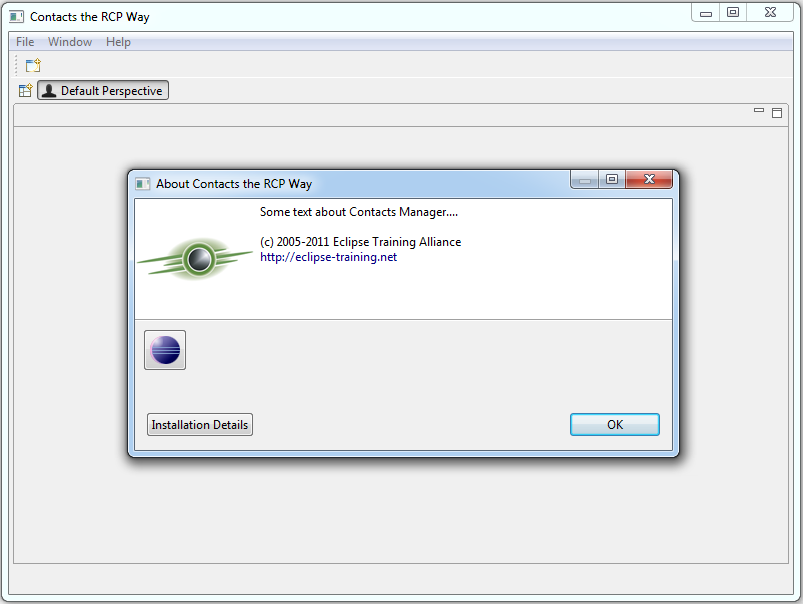 Contacts the RCP Way
File Window Help
Default Perspective
About Contacts the RCP Way
Some text about Contacts Manager....
(c) 2005-2011 Eclipse Training Alliance
http://eclipse-training.net
Installation Details
OK